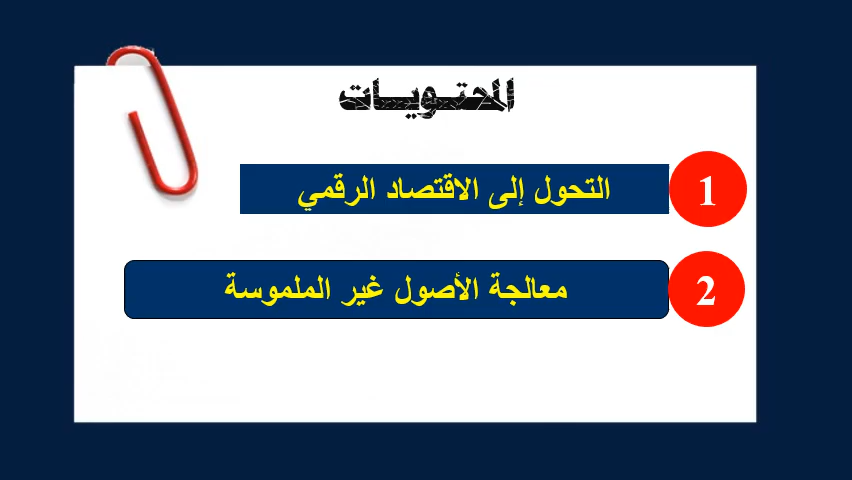 المحتويات
1 التحول إلى الاقتصاد الرقمي
2 معالجة الأصول غير الملموسة